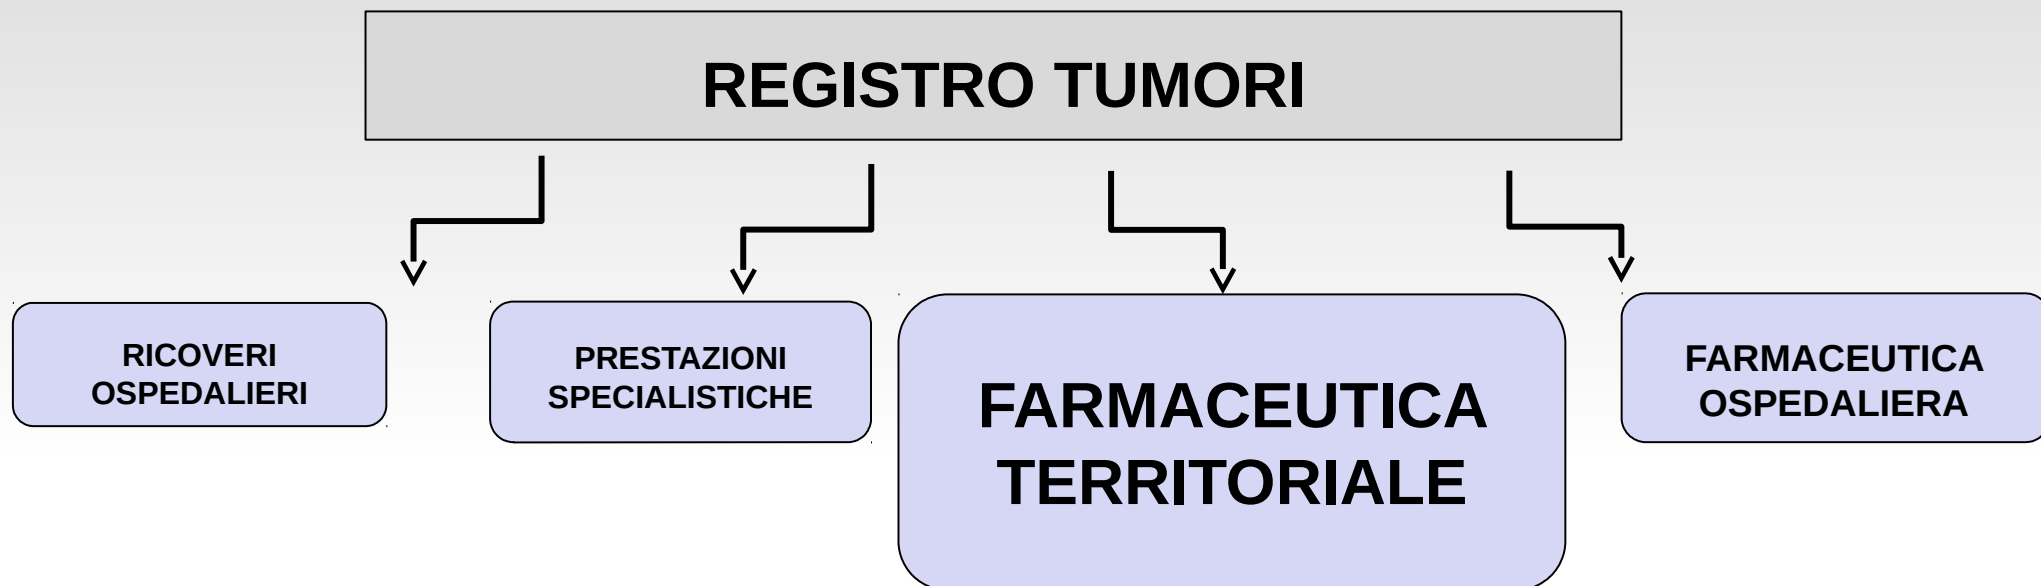 REGISTRO TUMORI
RICOVERI
OSPEDALIERI
PRESTAZIONI
SPECIALISTICHE
FARMACEUTICA
TERRITORIALE
FARMACEUTICA
OSPEDALIERA